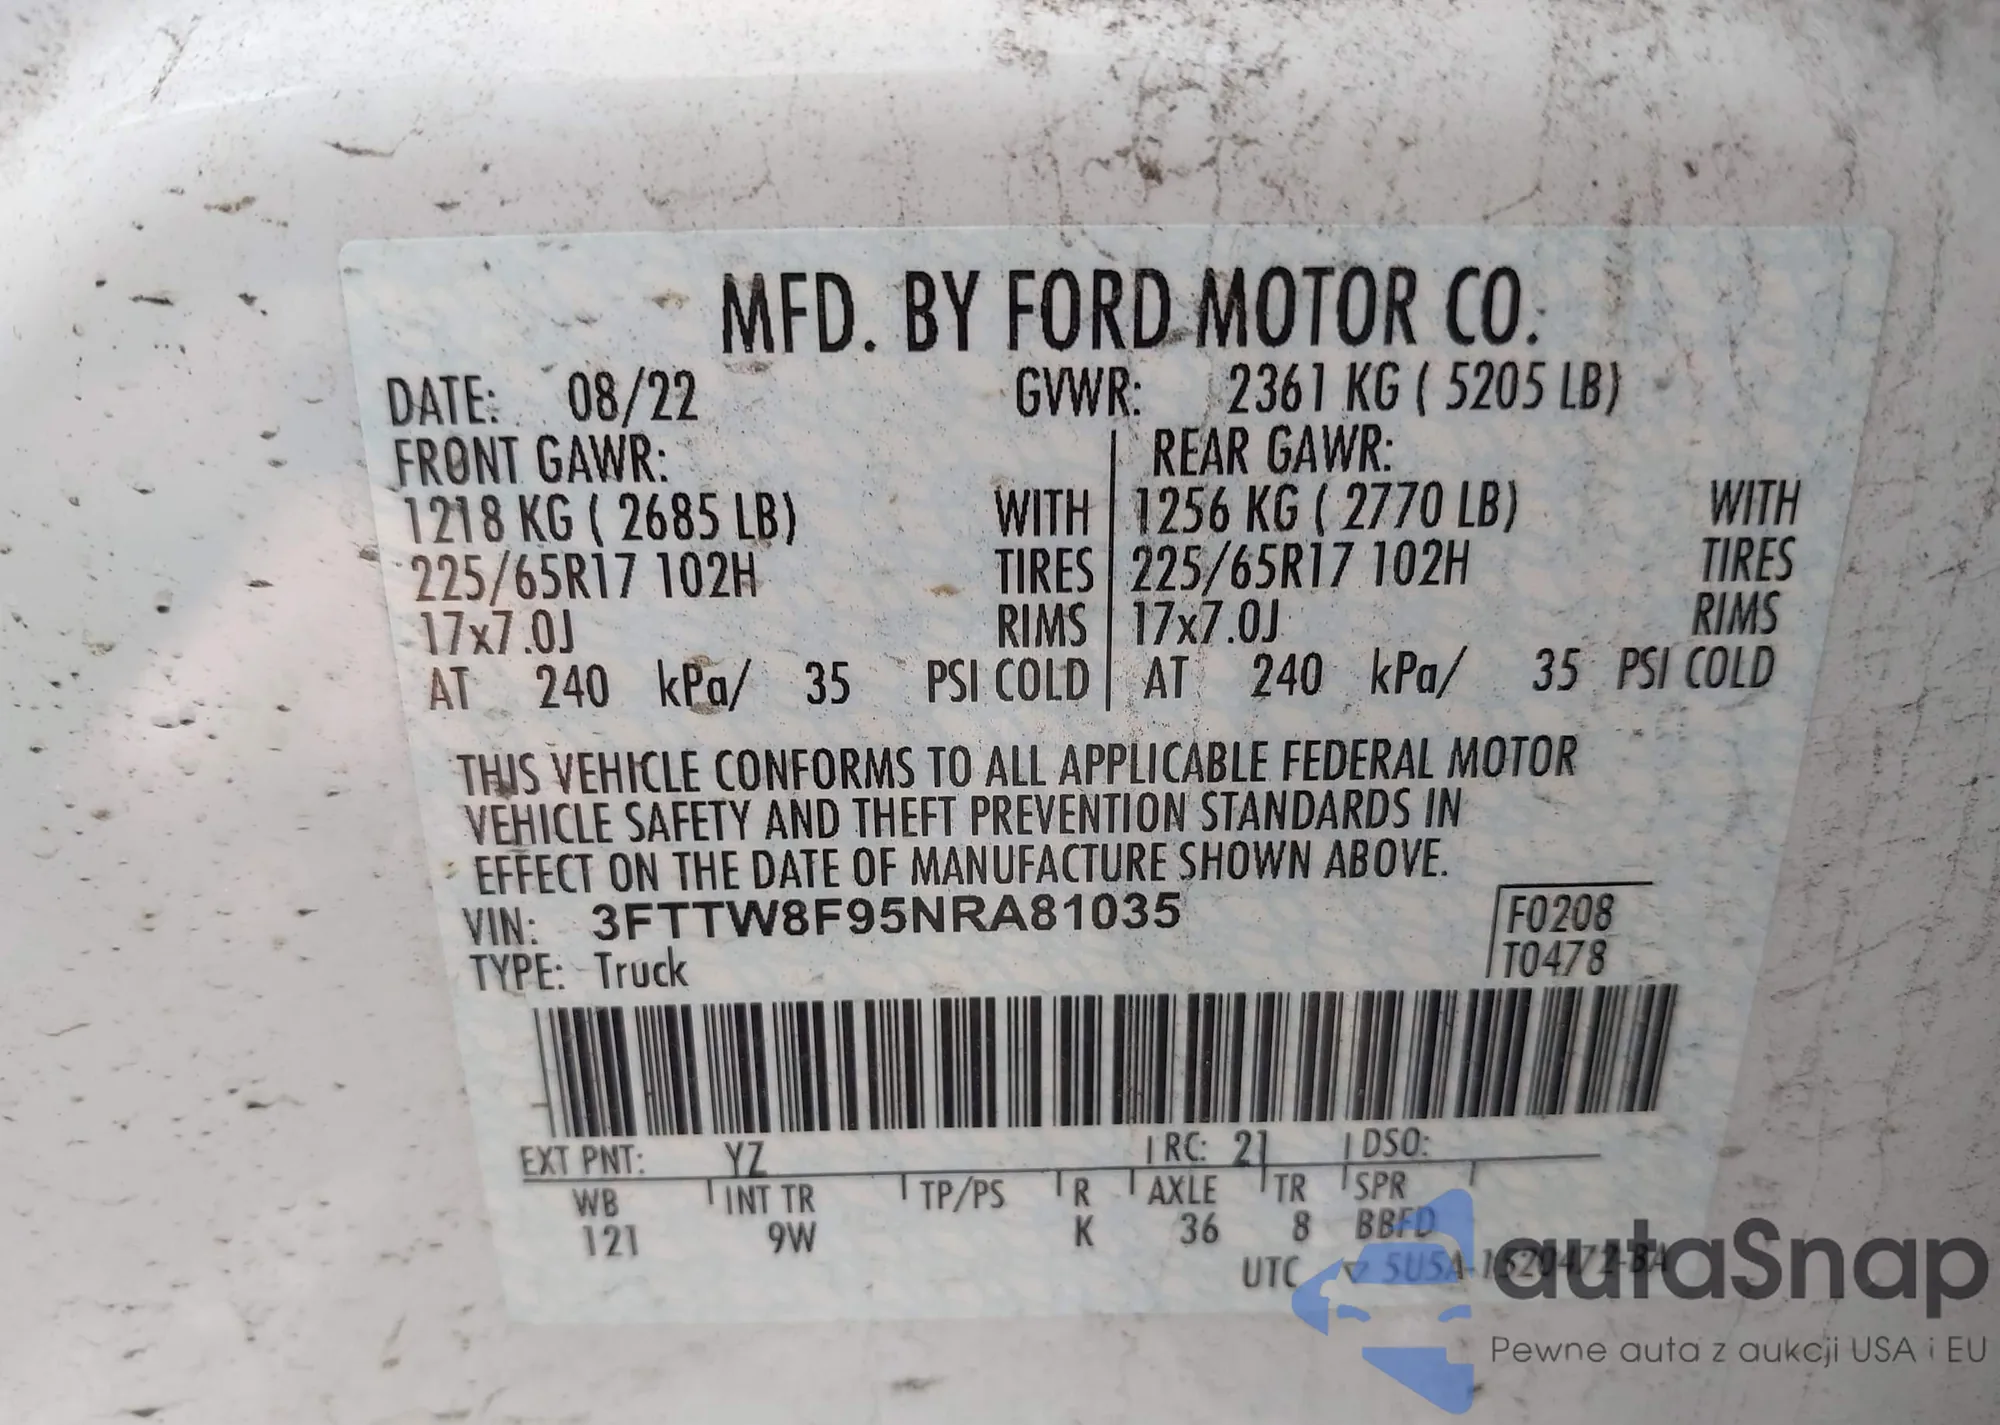 MFD. BY FORD MOTOR CO.
DATE: 08/22 GVWR: 2361 KG ( 5205 LB)
FRONT GAWR: REAR GAWR:
1218 KG ( 2685 LB) WITH 1256 KG ( 2770 LB) WITH
225/65R17 102H TIRES 225/65R17 102H TIRES
17x7.0J RIMS 17x7.0J RIMS
AT 240 kPa/ 35 PSI COLD AT 240 kPa/ 35 PSI COLD
THIS VEHICLE CONFORMS TO ALL APPLICABLE FEDERAL MOTOR
VEHICLE SAFETY AND THEFT PREVENTION STANDARDS IN
EFFECT ON THE DATE OF MANUFACTURE SHOWN ABOVE.
VIN: 3FTTW8F95NRA81035 F0208
TYPE: Truck T0478
EXT PNT: YZ RC: 21 DSO:
WB INT TR TP/PS R AXLE TR SPR
121 9W K 36 8 BBFD
UTC ▽ 5U5A-1520472-BA
autaSnap
Pewne auta z aukcji USA i EU